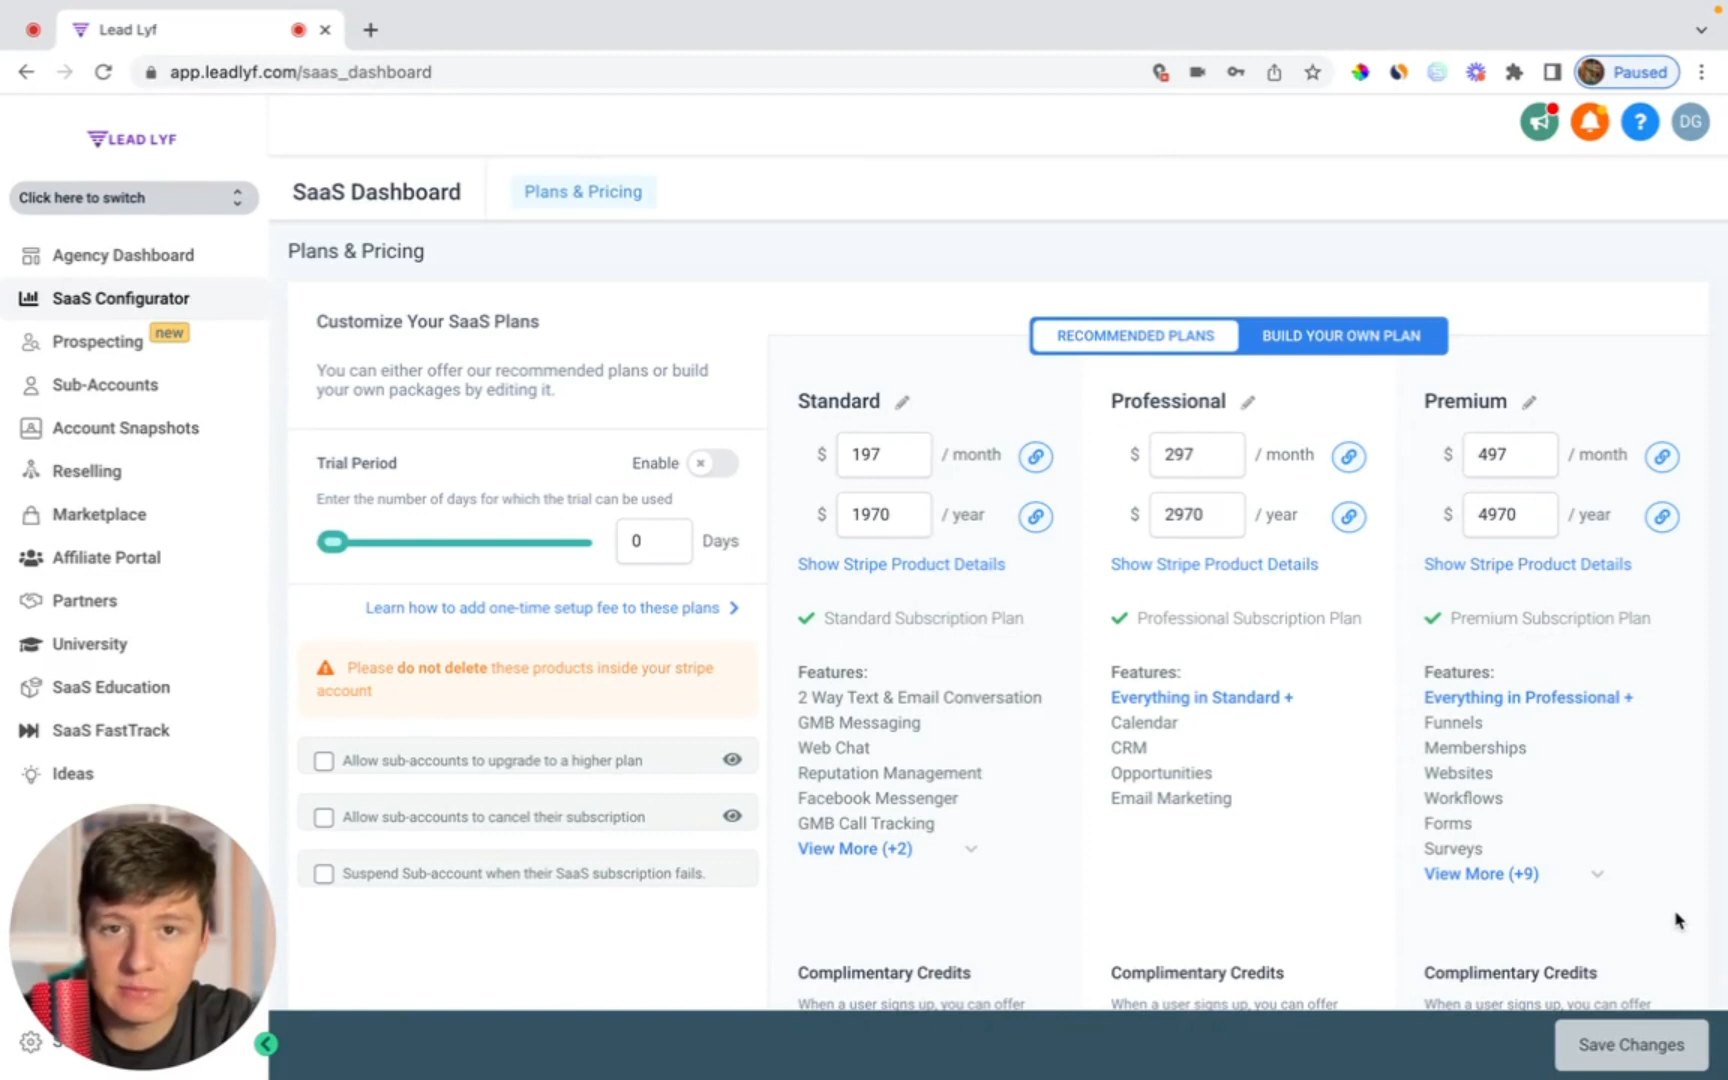 Lead Lyf
app.leadlyf.com/saas_dashboard
Paused
LEAD LYF
?
DG
Click here to switch
SaaS Dashboard
Plans & Pricing
Agency Dashboard
SaaS Configurator
Prospecting
new
Sub-Accounts
Account Snapshots
Reselling
Marketplace
Affiliate Portal
Partners
University
SaaS Education
SaaS FastTrack
Ideas
S
Plans & Pricing
Customize Your SaaS Plans
You can either offer our recommended plans or build
your own packages by editing it.
Trial Period
Enable
Enter the number of days for which the trial can be used
0
Days
Learn how to add one-time setup fee to these plans
Please do not delete these products inside your stripe
account
Allow sub-accounts to upgrade to a higher plan
Allow sub-accounts to cancel their subscription
Suspend Sub-account when their SaaS subscription fails.
RECOMMENDED PLANS
BUILD YOUR OWN PLAN
Standard
$ 197 / month
$ 1970 / year
Show Stripe Product Details
Standard Subscription Plan
Features:
2 Way Text & Email Conversation
GMB Messaging
Web Chat
Reputation Management
Facebook Messenger
GMB Call Tracking
View More (+2)
Complimentary Credits
When a user signs up, you can offer
Professional
$ 297 / month
$ 2970 / year
Show Stripe Product Details
Professional Subscription Plan
Features:
Everything in Standard +
Calendar
CRM
Opportunities
Email Marketing
Complimentary Credits
When a user signs up, you can offer
Premium
$ 497 / month
$ 4970 / year
Show Stripe Product Details
Premium Subscription Plan
Features:
Everything in Professional +
Funnels
Memberships
Websites
Workflows
Forms
Surveys
View More (+9)
Complimentary Credits
When a user signs up, you can offer
Save Changes